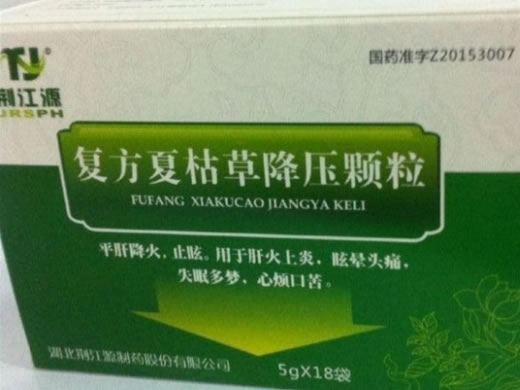 TJ®
荆江源
JRSPH
国药准字Z20153007
复方夏枯草降压颗粒
FUFANG XIAKUCAO JIANGYA KELI
平肝降火，止眩。用于肝火上炎，眩晕头痛，
失眠多梦，心烦口苦。
湖北荆江源制药股份有限公司
5gX18袋